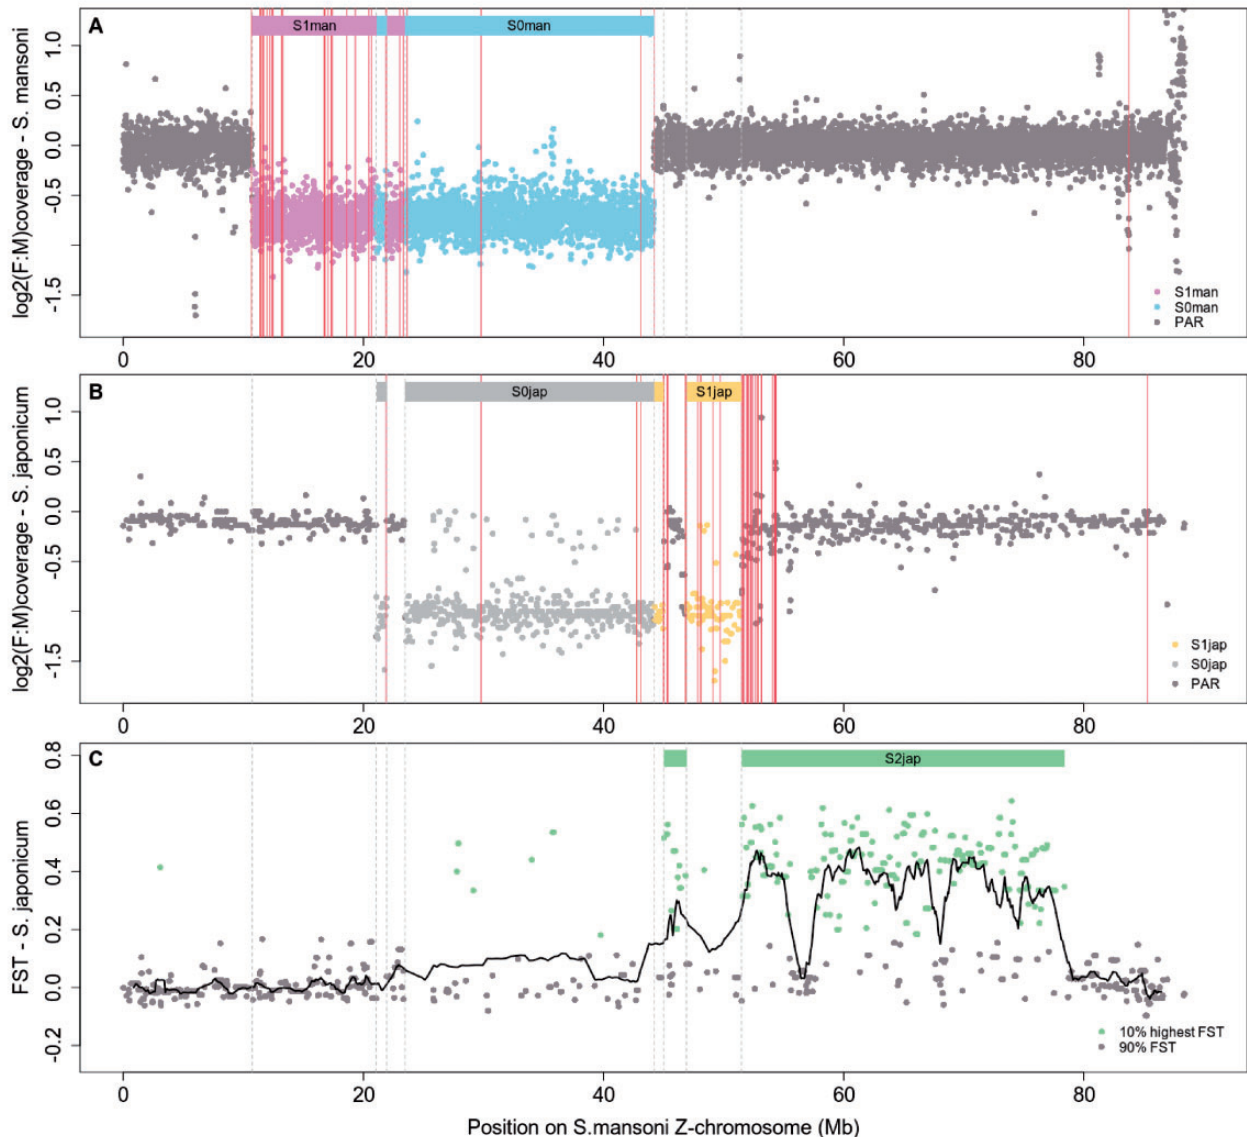 A
S1man
S0man
log2(F:M)coverage - S. mansoni
1.0
0.5
0.0
-0.5
-1.5
S1man
S0man
PAR
0
20
40
60
80
B
S0jap
S1jap
log2(F:M)coverage - S. japonicum
1.0
0.5
0.0
-0.5
-1.5
S1jap
S0jap
PAR
0
20
40
60
80
C
S2jap
FST - S. japonicum
0.8
0.6
0.4
0.2
0.0
-0.2
10% highest FST
90% FST
0
20
40
60
80
Position on S.mansoni Z-chromosome (Mb)